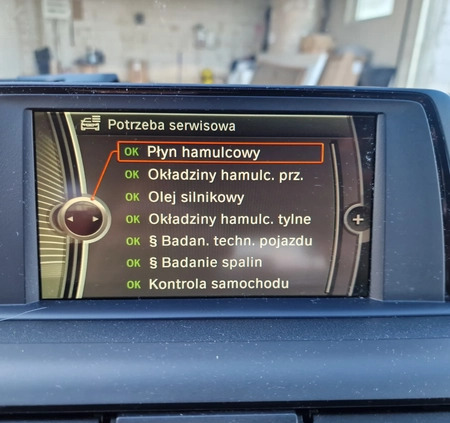 Potrzeba serwisowa
OK Płyn hamulcowy
OK Okładziny hamulc. prz.
OK Olej silnikowy
OK Okładziny hamulc. tylne
OK § Badan. techn. pojazdu
OK § Badanie spalin
OK Kontrola samochodu